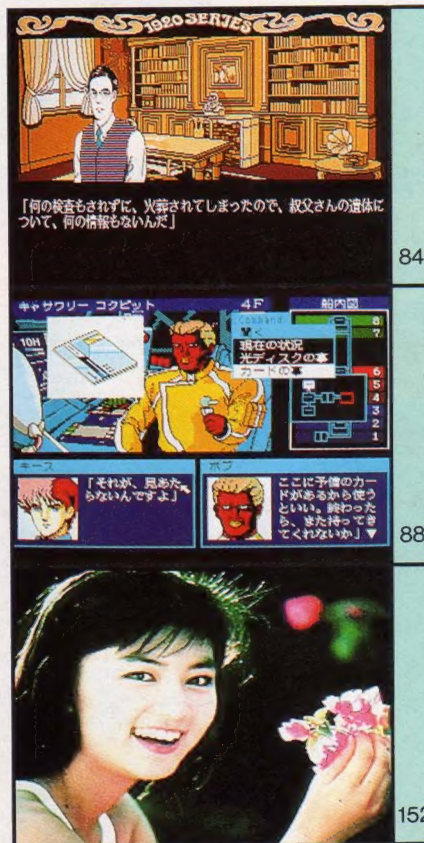 1920 SERIES
「何の検査もされずに、火葬されてしまったので、叔父さんの遺体に
ついて、何の情報もないんだ」
84
キャサワリー コクピット
4F
船内図
Command
聞く
現在の状況
光ディスクの事
カードの事
10H
8
7
6
5
4
3
2
1
キース
「それが、見あた
らないんですよ」
ボブ
ここに予備のカー
ドがあるから使う
といい。終わった
ら、また持ってき
てくれないか」▼
88
152